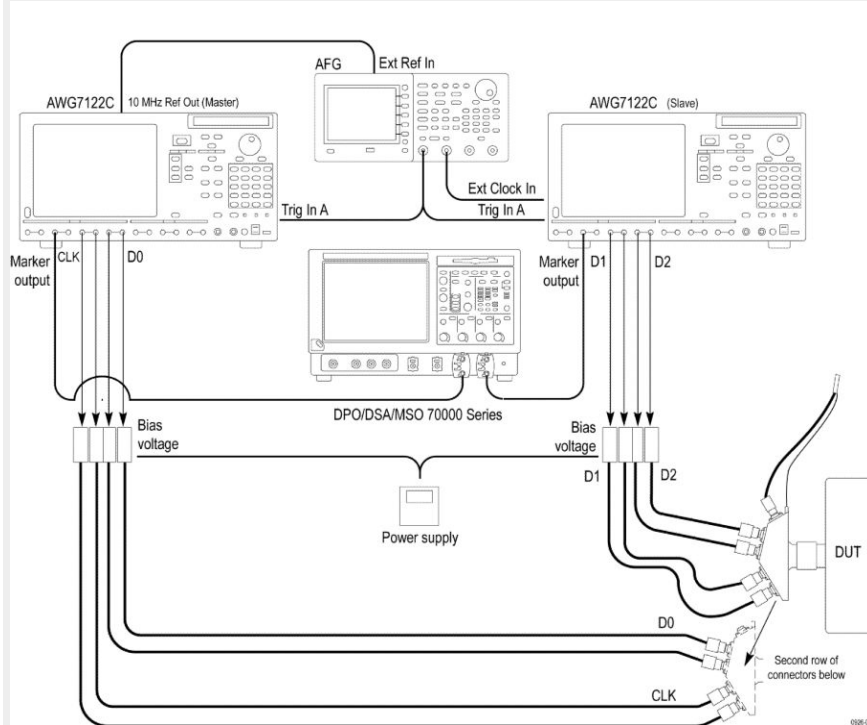 AFG
Ext Ref In
AWG7122C
10 MHz Ref Out (Master)
AWG7122C
(Slave)
Ext Clock In
Trig In A
Trig In A
Marker
output
CLK
D0
Marker
output
D1
D2
DPO/DSA/MSO 70000 Series
Bias
voltage
Bias
voltage
D1
D2
Power supply
DUT
D0
Second row of
connectors below
CLK